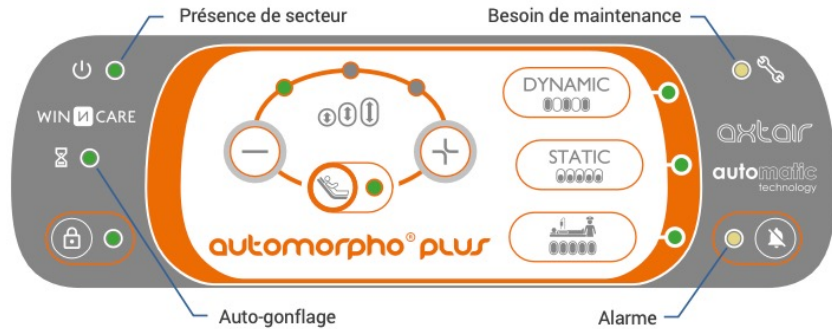 Présence de secteur
Besoin de maintenance
WIN N CARE
DYNAMIC
axtair
STATIC
automatic
technology
automorpho® plus
Auto-gonflage
Alarme